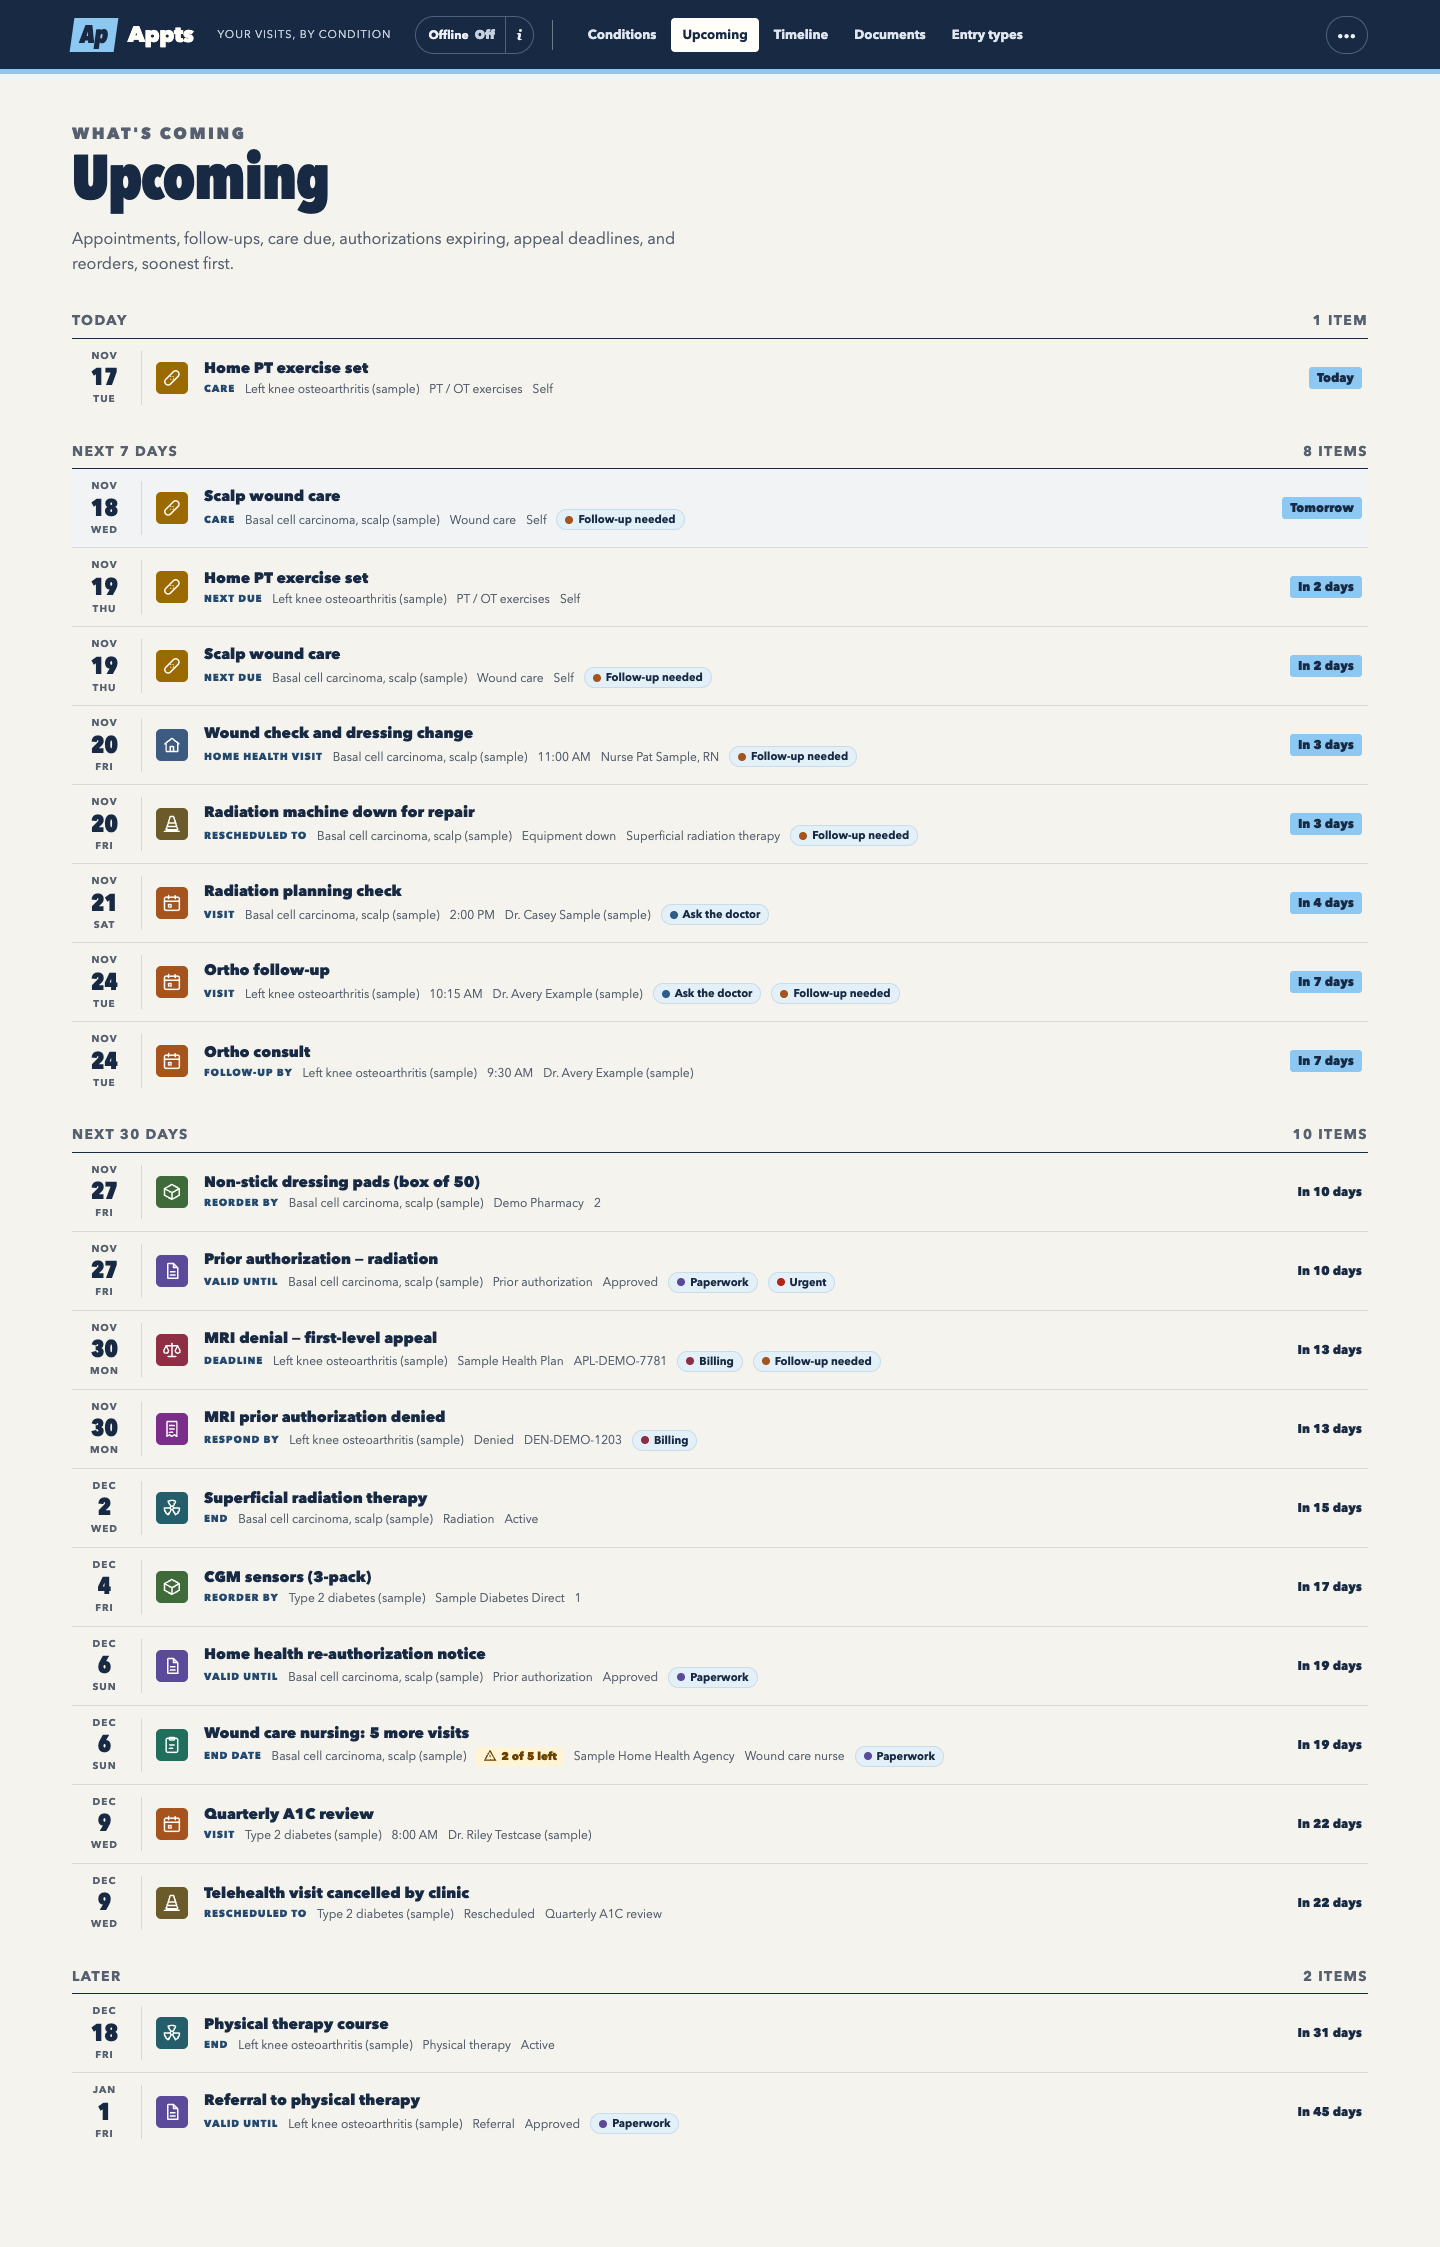 Ap Appts YOUR VISITS, BY CONDITION Offline Off i Conditions Upcoming Timeline Documents Entry types
WHAT'S COMING
Upcoming
Appointments, follow-ups, care due, authorizations expiring, appeal deadlines, and
reorders, soonest first.
TODAY 1 ITEM
NOV
17
TUE
Home PT exercise set
CARE Left knee osteoarthritis (sample) PT / OT exercises Self
Today
NEXT 7 DAYS 8 ITEMS
NOV
18
WED
Scalp wound care
CARE Basal cell carcinoma, scalp (sample) Wound care Self Follow-up needed
Tomorrow
NOV
19
THU
Home PT exercise set
NEXT DUE Left knee osteoarthritis (sample) PT / OT exercises Self
In 2 days
NOV
19
THU
Scalp wound care
NEXT DUE Basal cell carcinoma, scalp (sample) Wound care Self Follow-up needed
In 2 days
NOV
20
FRI
Wound check and dressing change
HOME HEALTH VISIT Basal cell carcinoma, scalp (sample) 11:00 AM Nurse Pat Sample, RN Follow-up needed
In 3 days
NOV
20
FRI
Radiation machine down for repair
RESCHEDULED TO Basal cell carcinoma, scalp (sample) Equipment down Superficial radiation therapy Follow-up needed
In 3 days
NOV
21
SAT
Radiation planning check
VISIT Basal cell carcinoma, scalp (sample) 2:00 PM Dr. Casey Sample (sample) Ask the doctor
In 4 days
NOV
24
TUE
Ortho follow-up
VISIT Left knee osteoarthritis (sample) 10:15 AM Dr. Avery Example (sample) Ask the doctor Follow-up needed
In 7 days
NOV
24
TUE
Ortho consult
FOLLOW-UP BY Left knee osteoarthritis (sample) 9:30 AM Dr. Avery Example (sample)
In 7 days
NEXT 30 DAYS 10 ITEMS
NOV
27
FRI
Non-stick dressing pads (box of 50)
REORDER BY Basal cell carcinoma, scalp (sample) Demo Pharmacy 2
In 10 days
NOV
27
FRI
Prior authorization – radiation
VALID UNTIL Basal cell carcinoma, scalp (sample) Prior authorization Approved Paperwork Urgent
In 10 days
NOV
30
MON
MRI denial – first-level appeal
DEADLINE Left knee osteoarthritis (sample) Sample Health Plan APL-DEMO-7781 Billing Follow-up needed
In 13 days
NOV
30
MON
MRI prior authorization denied
RESPOND BY Left knee osteoarthritis (sample) Denied DEN-DEMO-1203 Billing
In 13 days
DEC
2
WED
Superficial radiation therapy
END Basal cell carcinoma, scalp (sample) Radiation Active
In 15 days
DEC
4
FRI
CGM sensors (3-pack)
REORDER BY Type 2 diabetes (sample) Sample Diabetes Direct 1
In 17 days
DEC
6
SUN
Home health re-authorization notice
VALID UNTIL Basal cell carcinoma, scalp (sample) Prior authorization Approved Paperwork
In 19 days
DEC
6
SUN
Wound care nursing: 5 more visits
END DATE Basal cell carcinoma, scalp (sample) 2 of 5 left Sample Home Health Agency Wound care nurse Paperwork
In 19 days
DEC
9
WED
Quarterly A1C review
VISIT Type 2 diabetes (sample) 8:00 AM Dr. Riley Testcase (sample)
In 22 days
DEC
9
WED
Telehealth visit cancelled by clinic
RESCHEDULED TO Type 2 diabetes (sample) Rescheduled Quarterly A1C review
In 22 days
LATER 2 ITEMS
DEC
18
FRI
Physical therapy course
END Left knee osteoarthritis (sample) Physical therapy Active
In 31 days
JAN
1
FRI
Referral to physical therapy
VALID UNTIL Left knee osteoarthritis (sample) Referral Approved Paperwork
In 45 days